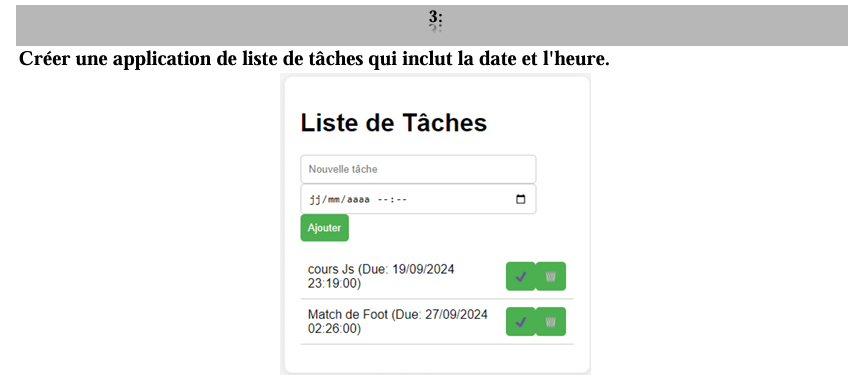 3:
Créer une application de liste de tâches qui inclut la date et l'heure.
Liste de Tâches
Nouvelle tâche
jj/mm/aaaa --:--
Ajouter
cours Js (Due: 19/09/2024
23:19:00)
Match de Foot (Due: 27/09/2024
02:26:00)